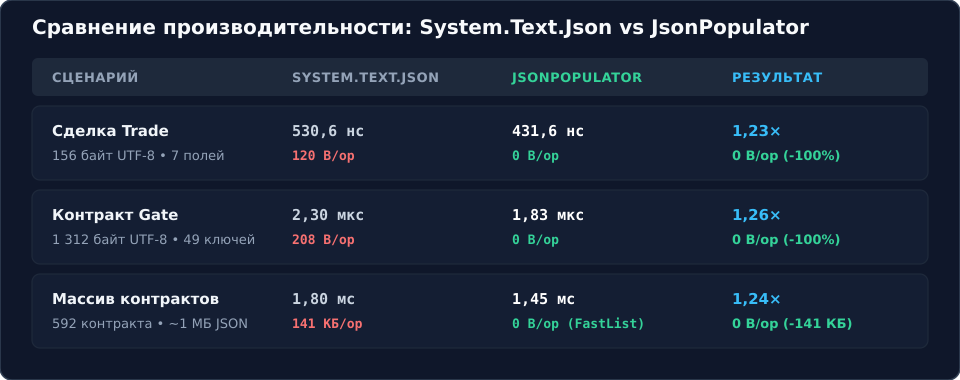 Сравнение производительности: System.Text.Json vs JsonPopulator
СЦЕНАРИЙ SYSTEM.TEXT.JSON JSONPOPULATOR РЕЗУЛЬТАТ
Сделка Trade 530,6 нс 431,6 нс 1,23×
156 байт UTF-8 • 7 полей 120 B/op 0 B/op 0 B/op (-100%)
Контракт Gate 2,30 мкс 1,83 мкс 1,26×
1 312 байт UTF-8 • 49 ключей 208 B/op 0 B/op 0 B/op (-100%)
Массив контрактов 1,80 мс 1,45 мс 1,24×
592 контракта • ~1 МБ JSON 141 КБ/op 0 B/op (FastList) 0 B/op (-141 КБ)